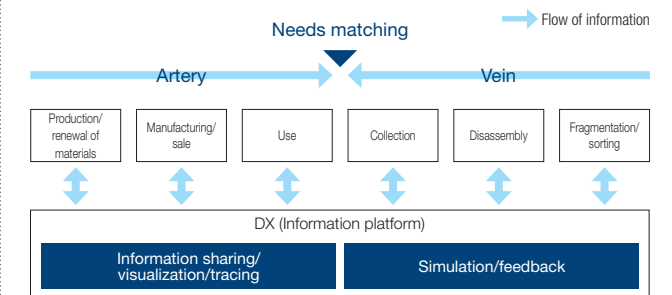 Flow of information
Needs matching
Artery
Vein
Production/
renewal of
materials
Manufacturing/
sale
Use
Collection
Disassembly
Fragmentation/
sorting
DX (Information platform)
Information sharing/
visualization/tracing
Simulation/feedback